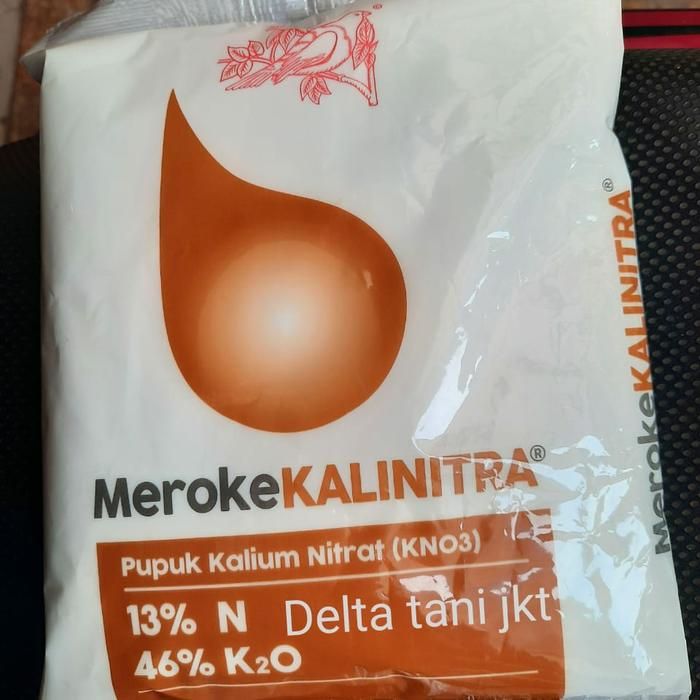 ®
MerokeKALINITRA®
Pupuk Kalium Nitrat (KNO3)
13% N
46% K₂O
Delta tani jkt
MerokeKALINITRA®